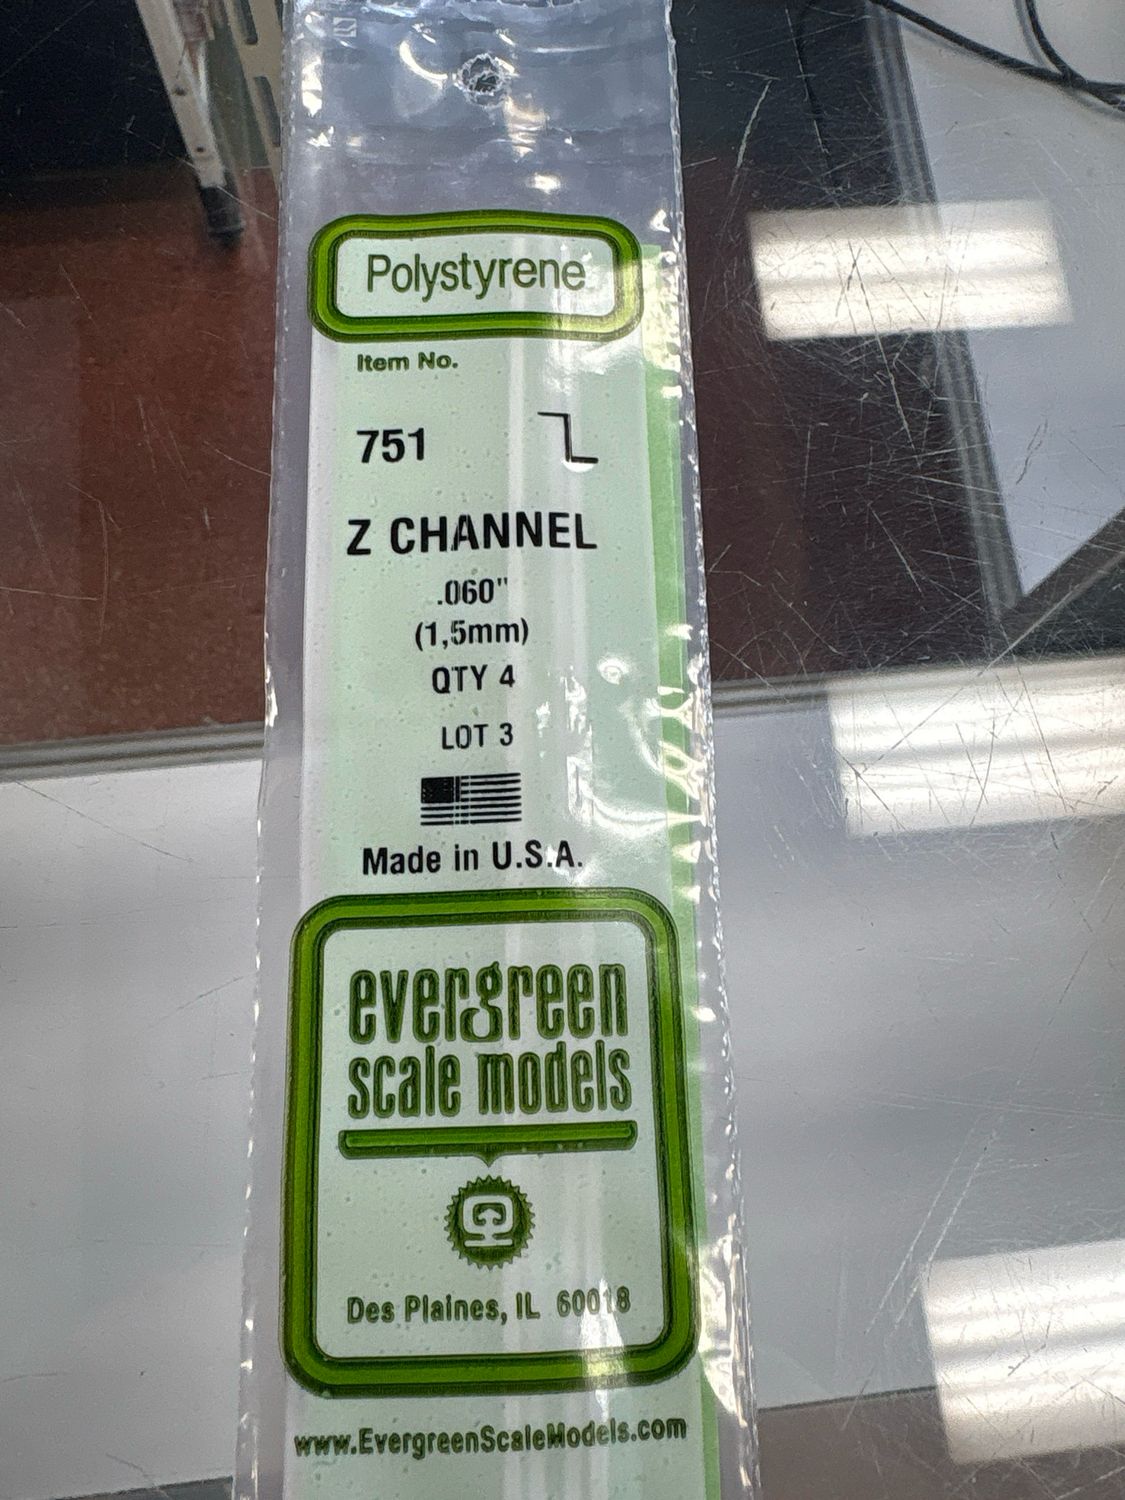 Polystyrene
Item No.
751
Z CHANNEL
.060"
(1,5mm)
QTY 4
LOT 3
Made in U.S.A.
evergreen
scale models
Des Plaines, IL 60018
www.EvergreenScaleModels.com